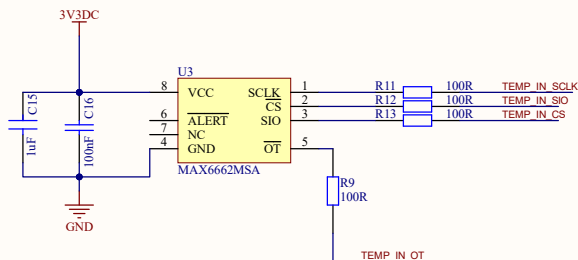 3V3DC
U3
8 VCC SCLK 1 R11 100R TEMP_IN_SCLK
CS 2 R12 100R TEMP_IN_SIO
6 ALERT SIO 3 R13 100R TEMP_IN_CS
7 NC
4 GND OT 5
MAX6662MSA
C15
1uF
C16
100nF
R9
100R
GND
TEMP_IN_OT